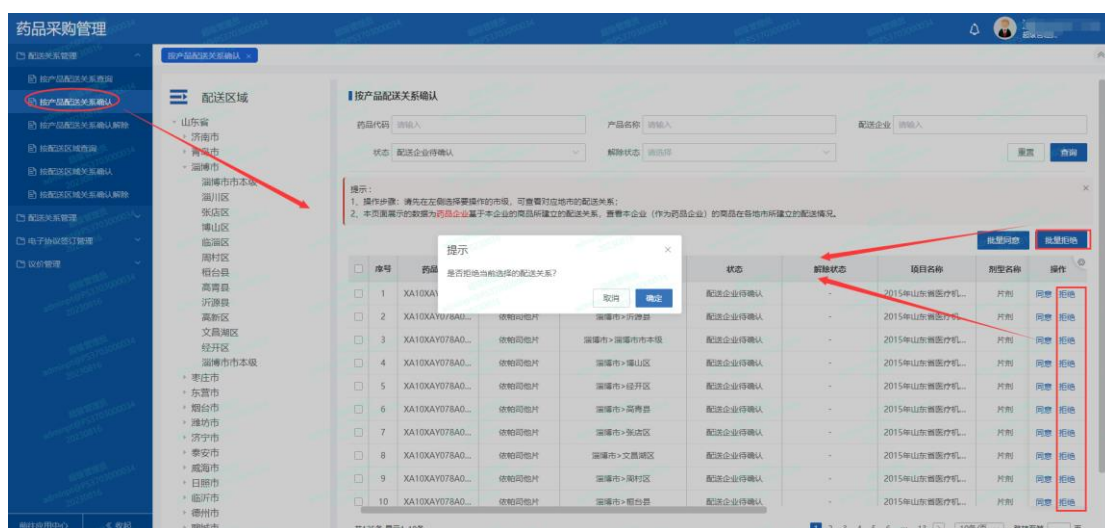 药品采购管理
配送关系管理
按产品配送关系查询
按产品配送关系确认
按产品配送关系确认解除
按配送区域查询
按配送区域关系确认
按配送区域关系确认解除
配送关系管理
电子协议签订管理
议价管理
前往应用中心 收起
按产品配送关系确认 ×
配送区域
山东省
济南市
青岛市
淄博市
淄博市市本级
淄川区
张店区
博山区
临淄区
周村区
桓台县
高青县
沂源县
高新区
文昌湖区
经开区
淄博市市本级
枣庄市
东营市
烟台市
潍坊市
济宁市
泰安市
威海市
日照市
临沂市
德州市
聊城市
按产品配送关系确认
药品代码 请输入 产品名称 请输入 配送企业 请输入
状态 配送企业待确认 解除状态 请选择 重置 查询
提示：
1、操作步骤：请先在左侧选择要操作的市级，可查看对应地市的配送关系；
2、本页面展示的数据为药品企业基于本企业的商品所建立的配送关系，查看本企业（作为药品企业）的商品在各地市所建立的配送情况。
批量同意 批量拒绝
序号 药品 状态 解除状态 项目名称 剂型名称 操作
1 XA10XAY 配送企业待确认 - 2015年山东省医疗机... 片剂 同意 拒绝
2 XA10XAY078A0... 依帕司他片 淄博市>沂源县 配送企业待确认 - 2015年山东省医疗机... 片剂 同意 拒绝
3 XA10XAY078A0... 依帕司他片 淄博市>淄博市市本级 配送企业待确认 - 2015年山东省医疗机... 片剂 同意 拒绝
4 XA10XAY078A0... 依帕司他片 淄博市>博山区 配送企业待确认 - 2015年山东省医疗机... 片剂 同意 拒绝
5 XA10XAY078A0... 依帕司他片 淄博市>经开区 配送企业待确认 - 2015年山东省医疗机... 片剂 同意 拒绝
6 XA10XAY078A0... 依帕司他片 淄博市>高青县 配送企业待确认 - 2015年山东省医疗机... 片剂 同意 拒绝
7 XA10XAY078A0... 依帕司他片 淄博市>张店区 配送企业待确认 - 2015年山东省医疗机... 片剂 同意 拒绝
8 XA10XAY078A0... 依帕司他片 淄博市>文昌湖区 配送企业待确认 - 2015年山东省医疗机... 片剂 同意 拒绝
9 XA10XAY078A0... 依帕司他片 淄博市>周村区 配送企业待确认 - 2015年山东省医疗机... 片剂 同意 拒绝
10 XA10XAY078A0... 依帕司他片 淄博市>桓台县 配送企业待确认 - 2015年山东省医疗机... 片剂 同意 拒绝
提示 ×
是否拒绝当前选择的配送关系?
取消 确定